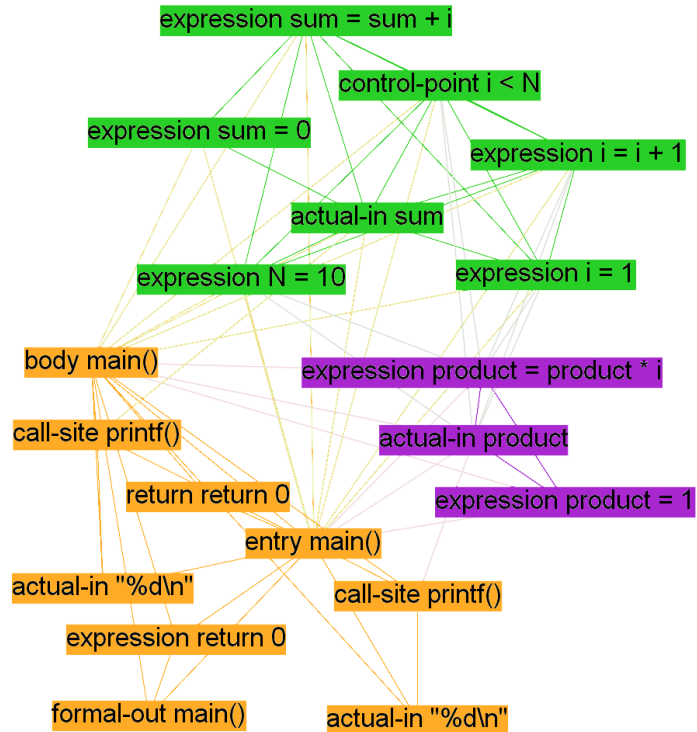 expression sum = sum + i
control-point i < N
expression sum = 0
expression i = i + 1
actual-in sum
expression N = 10
expression i = 1
body main()
expression product = product * i
call-site printf()
actual-in product
return return 0
expression product = 1
entry main()
actual-in "%d\n"
call-site printf()
expression return 0
formal-out main()
actual-in "%d\n"